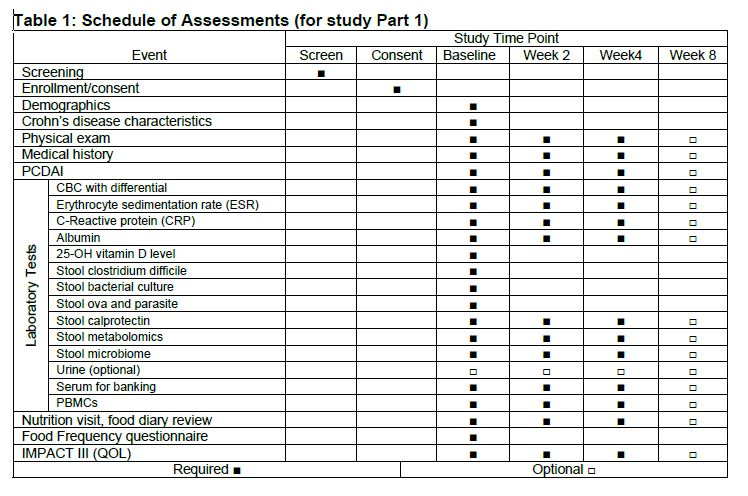 Table 1: Schedule of Assessments (for study Part 1)
Study Time Point
Event Screen Consent Baseline Week 2 Week4 Week 8
Screening ■
Enrollment/consent ■
Demographics ■
Crohn's disease characteristics ■
Physical exam ■ ■ ■ □
Medical history ■ ■ ■ □
PCDAI ■ ■ ■ □
Laboratory Tests
CBC with differential ■ ■ ■ □
Erythrocyte sedimentation rate (ESR) ■ ■ ■ □
C-Reactive protein (CRP) ■ ■ ■ □
Albumin ■ ■ ■ □
25-OH vitamin D level ■
Stool clostridium difficile ■
Stool bacterial culture ■
Stool ova and parasite ■
Stool calprotectin ■ ■ ■ □
Stool metabolomics ■ ■ ■ □
Stool microbiome ■ ■ ■ □
Urine (optional) □ □ □ □
Serum for banking ■ ■ ■ □
PBMCs ■ ■ ■ □
Nutrition visit, food diary review ■ ■ ■ □
Food Frequency questionnaire ■
IMPACT III (QOL) ■ ■ ■ □
Required ■ Optional □